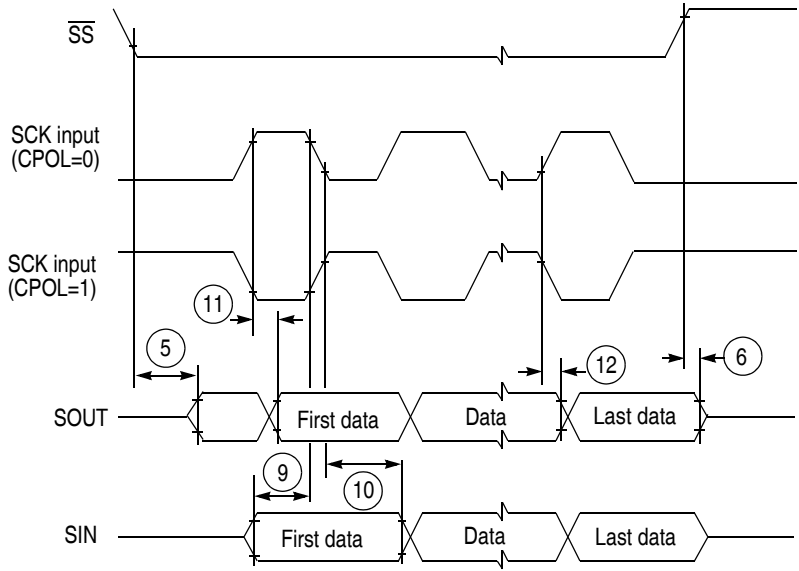 SS
SCK input
(CPOL=0)
SCK input
(CPOL=1)
11
5
12
6
SOUT
First data
Data
Last data
9
10
SIN
First data
Data
Last data